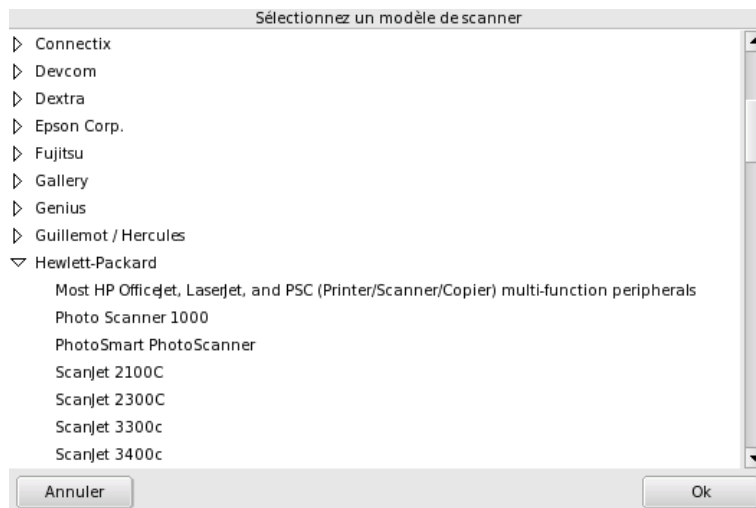 Sélectionnez un modèle de scanner
Connectix
Devcom
Dextra
Epson Corp.
Fujitsu
Gallery
Genius
Guillemot / Hercules
Hewlett-Packard
Most HP OfficeJet, LaserJet, and PSC (Printer/Scanner/Copier) multi-function peripherals
Photo Scanner 1000
PhotoSmart PhotoScanner
ScanJet 2100C
ScanJet 2300C
ScanJet 3300c
ScanJet 3400c
Annuler Ok